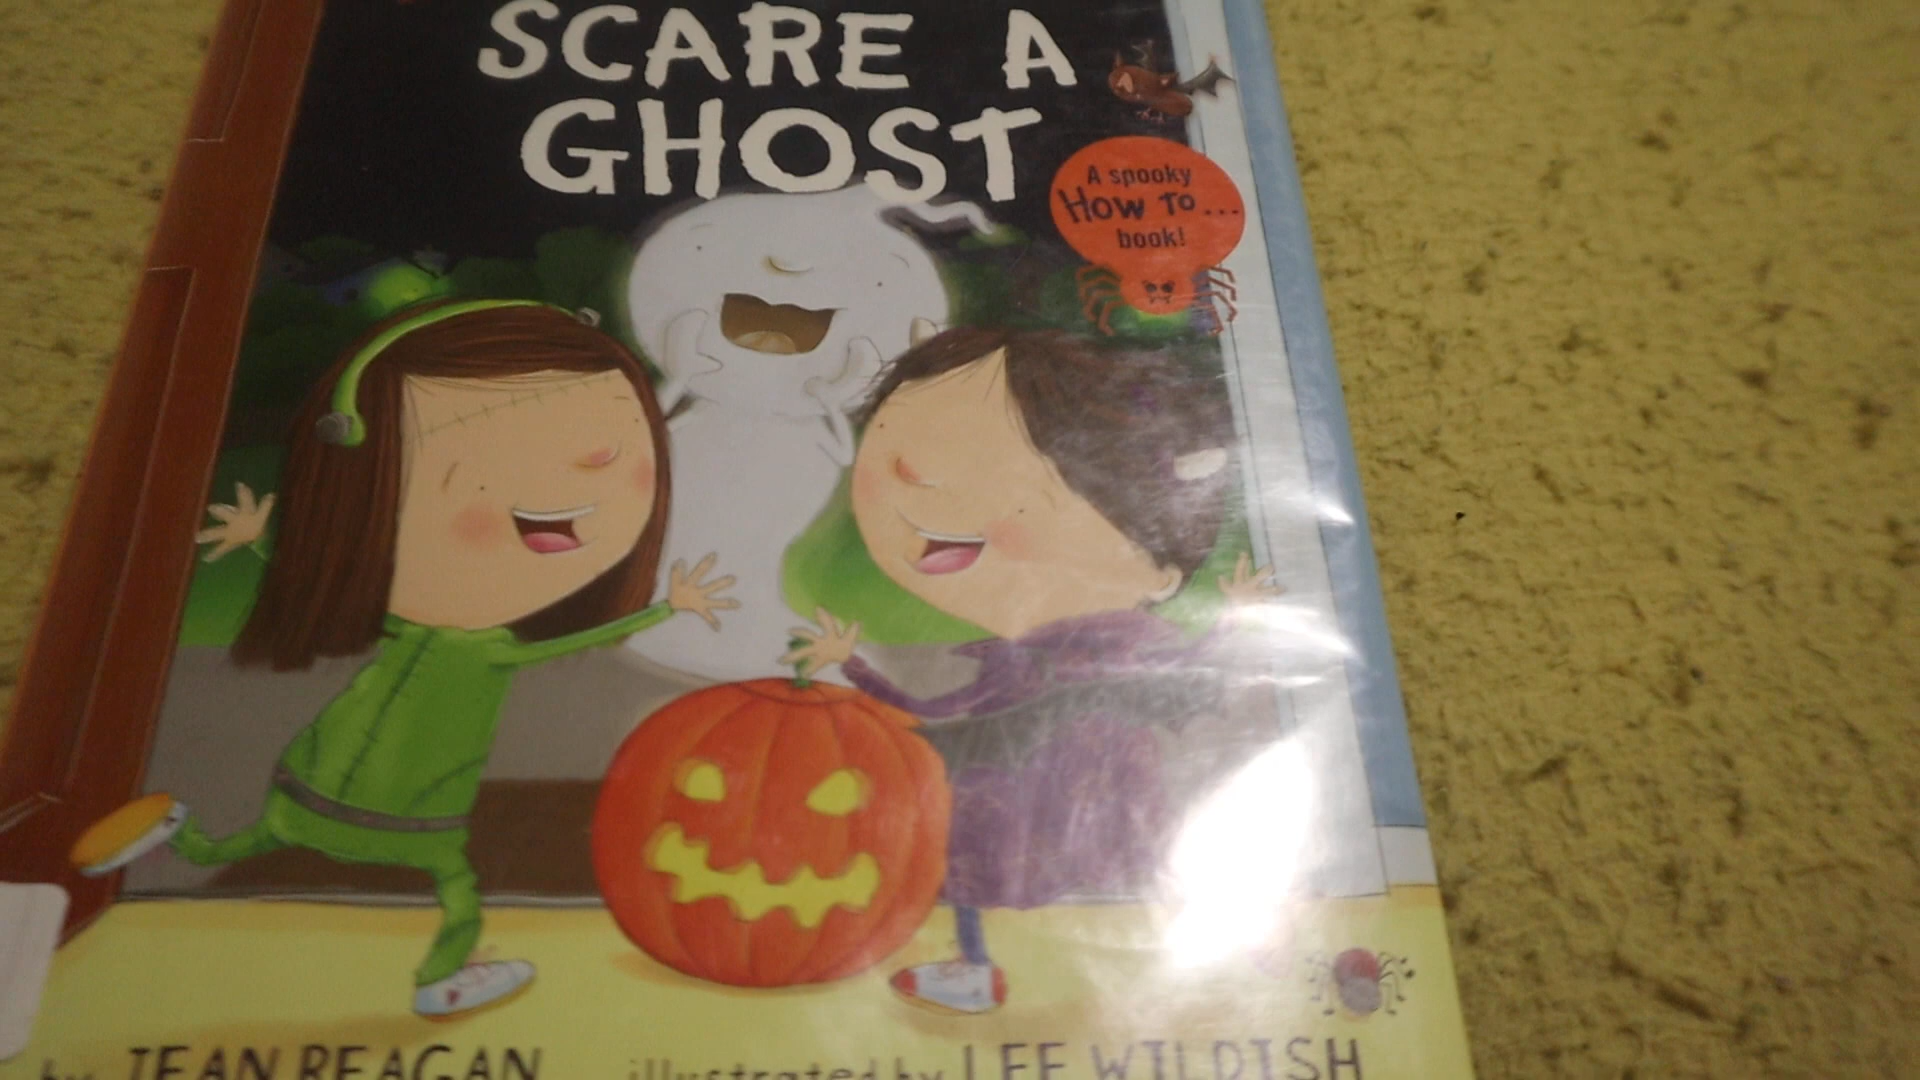 SCARE A
GHOST
A spooky
HOW TO...
book!
by JEAN REAGAN illustrated by LEE WILDISH